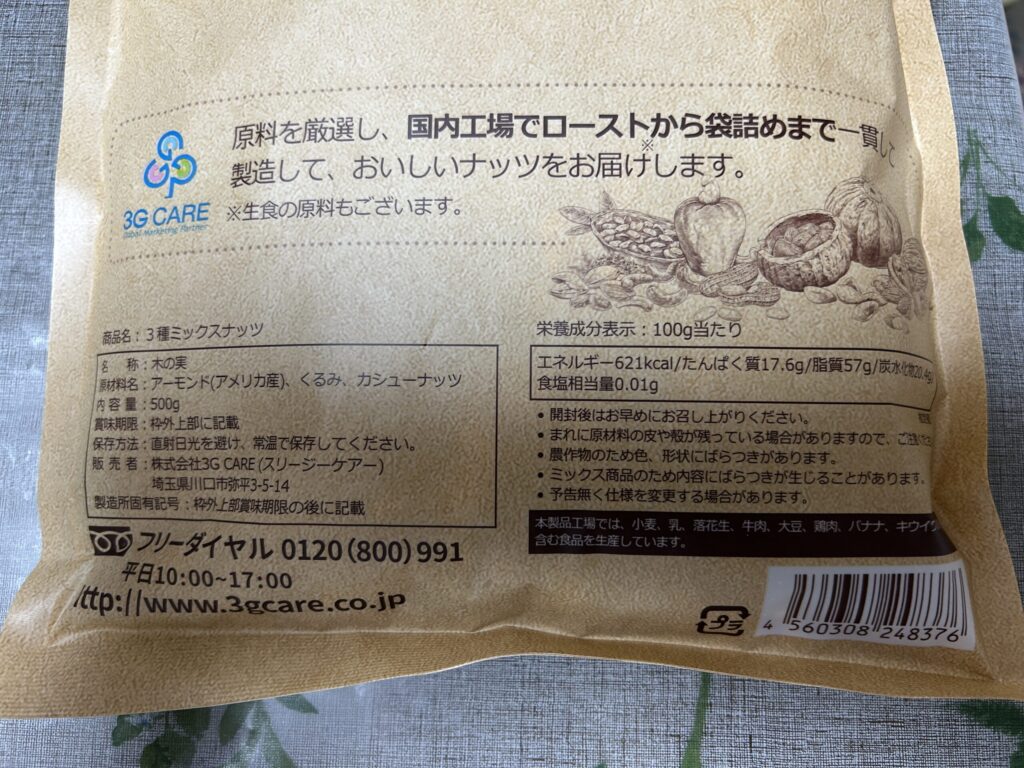 原料を厳選し、国内工場でローストから袋詰めまで一貫して
製造して、おいしいナッツをお届け※します。
※生食の原料もございます。
3G CARE
Global Marketing Partner
商品名：３種ミックスナッツ
名 称：木の実
原材料名：アーモンド(アメリカ産)、くるみ、カシューナッツ
内容量：500g
賞味期限：枠外上部に記載
保存方法：直射日光を避け、常温で保存してください。
販売者：株式会社3G CARE (スリージーケアー)
埼玉県川口市弥平3-5-14
製造所固有記号：枠外上部賞味期限の後に記載
フリーダイヤル 0120(800)991
平日10:00~17:00
http://www.3gcare.co.jp
栄養成分表示：100g当たり
エネルギー621kcal/たんぱく質17.6g/脂質57g/炭水化物20.4g/
食塩相当量0.01g
• 開封後はお早めにお召し上がりください。
• まれに原材料の皮や殻が残っている場合がありますので、ご注意くださ
• 農作物のため色、形状にばらつきがあります。
• ミックス商品のため内容にばらつきが生じることがあります。
• 予告無く仕様を変更する場合があります。
本製品工場では、小麦、乳、落花生、牛肉、大豆、鶏肉、バナナ、キウイ
含む食品を生産しています。
プラ
4 560308 248376